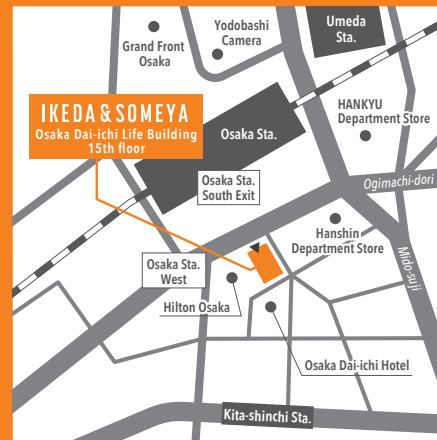 Umeda
Sta.
Yodobashi
Camera
Grand Front
Osaka
IKEDA & SOMEYA
Osaka Dai-ichi Life Building
15th floor
HANKYU
Department Store
Osaka Sta.
Osaka Sta.
South Exit
Ogimachi-dori
Hanshin
Department Store
Mido-suji
Osaka Sta.
West
Hilton Osaka
Osaka Dai-ichi Hotel
Kita-shinchi Sta.